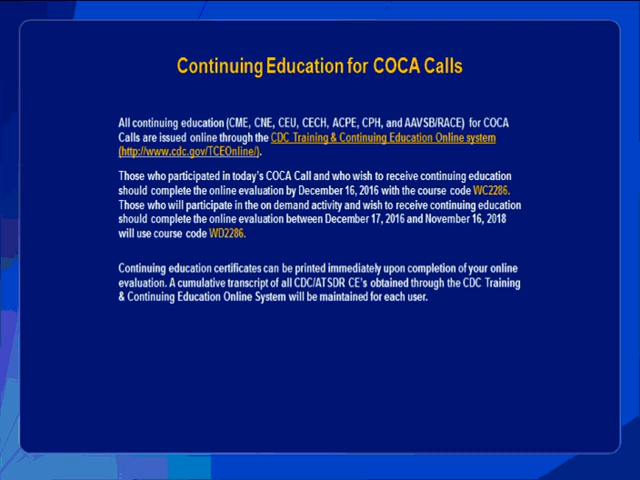 Continuing Education for COCA Calls
All continuing education (CME, CNE, CEU, CECH, ACPE, CPH, and AAVSB/RACE) for COCA
Calls are issued online through the CDC Training & Continuing Education Online system
(http://www.cdc.gov/TCEOnline/).
Those who participated in today's COCA Call and who wish to receive continuing education
should complete the online evaluation by December 16, 2016 with the course code WC2286.
Those who will participate in the on demand activity and wish to receive continuing education
should complete the online evaluation between December 17, 2016 and November 16, 2018
will use course code WD2286.
Continuing education certificates can be printed immediately upon completion of your online
evaluation. A cumulative transcript of all CDC/ATSDR CE's obtained through the CDC Training
& Continuing Education Online System will be maintained for each user.